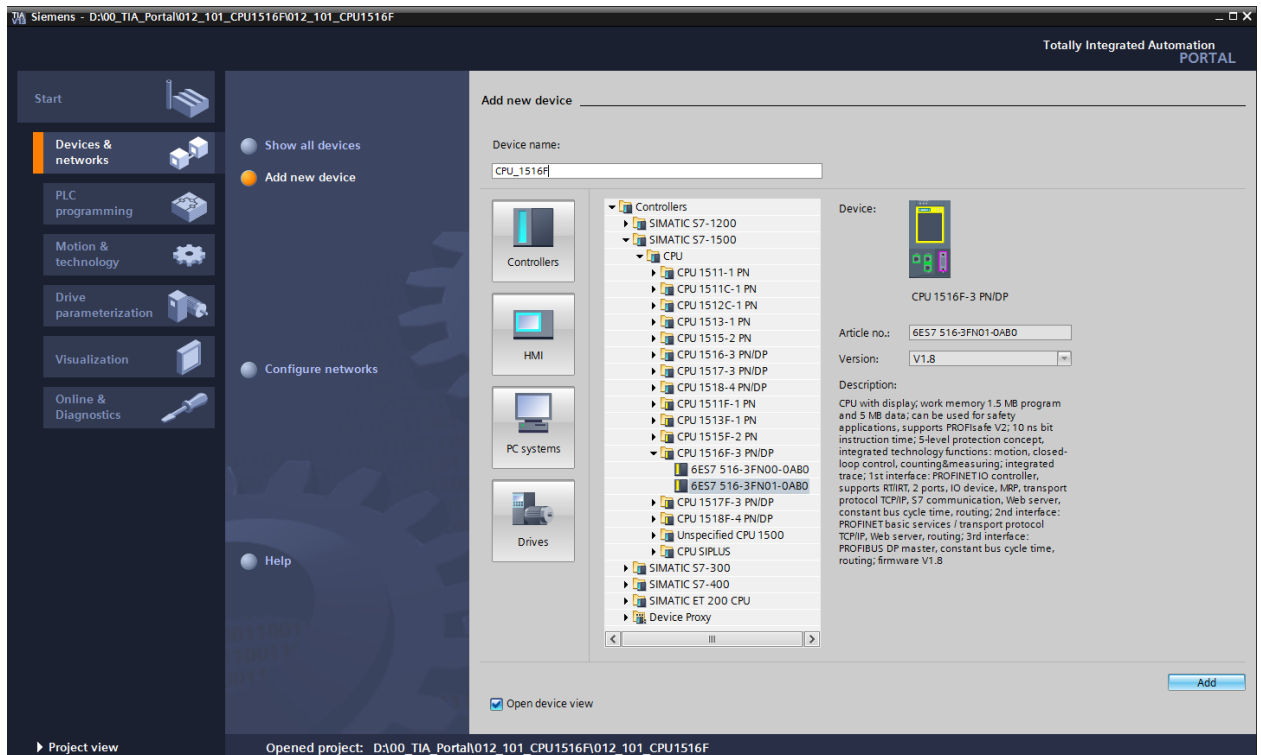 Siemens - D:\00_TIA_Portal\012_101_CPU1516F\012_101_CPU1516F
Totally Integrated Automation
PORTAL
Start
Devices &
networks
PLC
programming
Motion &
technology
Drive
parameterization
Visualization
Online &
Diagnostics
Project view
Show all devices
Add new device
Configure networks
Help
Add new device
Device name:
CPU_1516F
Controllers
HMI
PC systems
Drives
Controllers
SIMATIC S7-1200
SIMATIC S7-1500
CPU
CPU 1511-1 PN
CPU 1511C-1 PN
CPU 1512C-1 PN
CPU 1513-1 PN
CPU 1515-2 PN
CPU 1516-3 PN/DP
CPU 1517-3 PN/DP
CPU 1518-4 PN/DP
CPU 1511F-1 PN
CPU 1513F-1 PN
CPU 1515F-2 PN
CPU 1516F-3 PN/DP
6ES7 516-3FN00-0AB0
6ES7 516-3FN01-0AB0
CPU 1517F-3 PN/DP
CPU 1518F-4 PN/DP
Unspecified CPU 1500
CPU SIPLUS
SIMATIC S7-300
SIMATIC S7-400
SIMATIC ET 200 CPU
Device Proxy
Device:
CPU 1516F-3 PN/DP
Article no.: 6ES7 516-3FN01-0AB0
Version: V1.8
Description:
CPU with display; work memory 1.5 MB program
and 5 MB data; can be used for safety
applications, supports PROFIsafe V2; 10 ns bit
instruction time; 5-level protection concept,
integrated technology functions: motion, closed-
loop control, counting&measuring; integrated
trace; 1st interface: PROFINET IO controller,
supports RT/IRT, 2 ports, IO device, MRP, transport
protocol TCP/IP, S7 communication, Web server,
constant bus cycle time, routing; 2nd interface:
PROFINET basic services / transport protocol
TCP/IP, Web server, routing; 3rd interface:
PROFIBUS DP master, constant bus cycle time,
routing; firmware V1.8
Open device view
Add
Opened project: D:\00_TIA_Portal\012_101_CPU1516F\012_101_CPU1516F